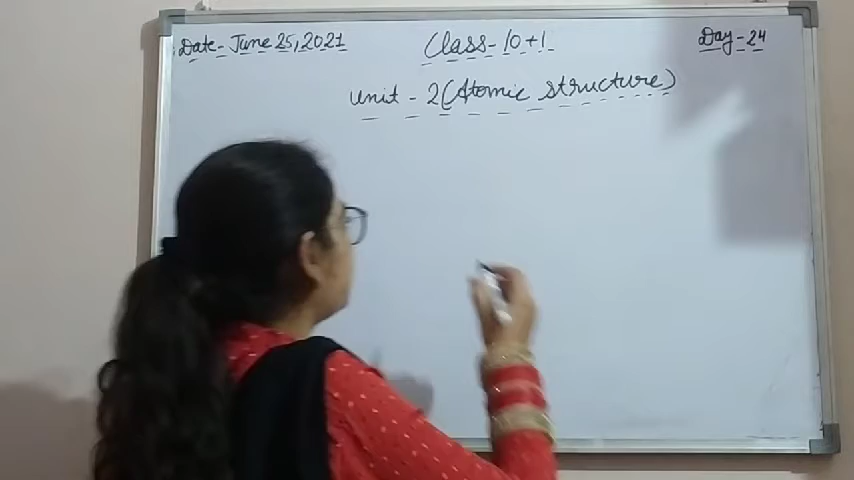 Date- June 25, 2021 Class- 10+1 Day-24
Unit - 2 (Atomic structure)